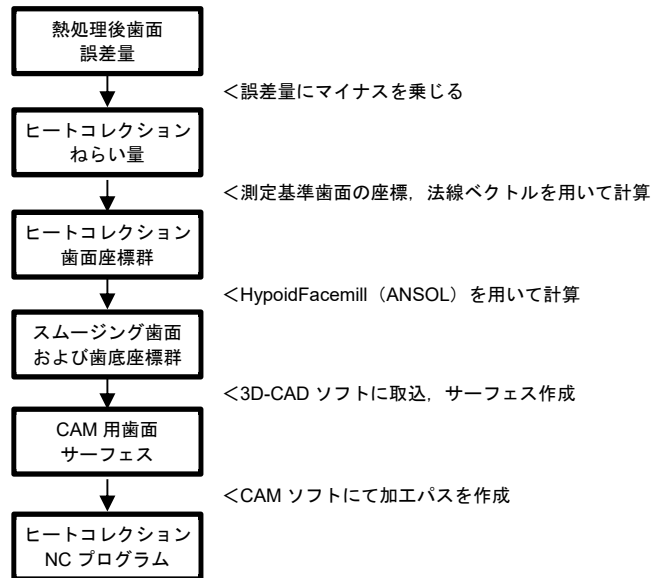 熱処理後歯面
誤差量
＜誤差量にマイナスを乗じる
ヒートコレクション
ねらい量
＜測定基準歯面の座標，法線ベクトルを用いて計算
ヒートコレクション
歯面座標群
＜HypoidFacemill（ANSOL）を用いて計算
スムージング歯面
および歯底座標群
＜3D-CAD ソフトに取込，サーフェス作成
CAM 用歯面
サーフェス
＜CAM ソフトにて加工パスを作成
ヒートコレクション
NC プログラム